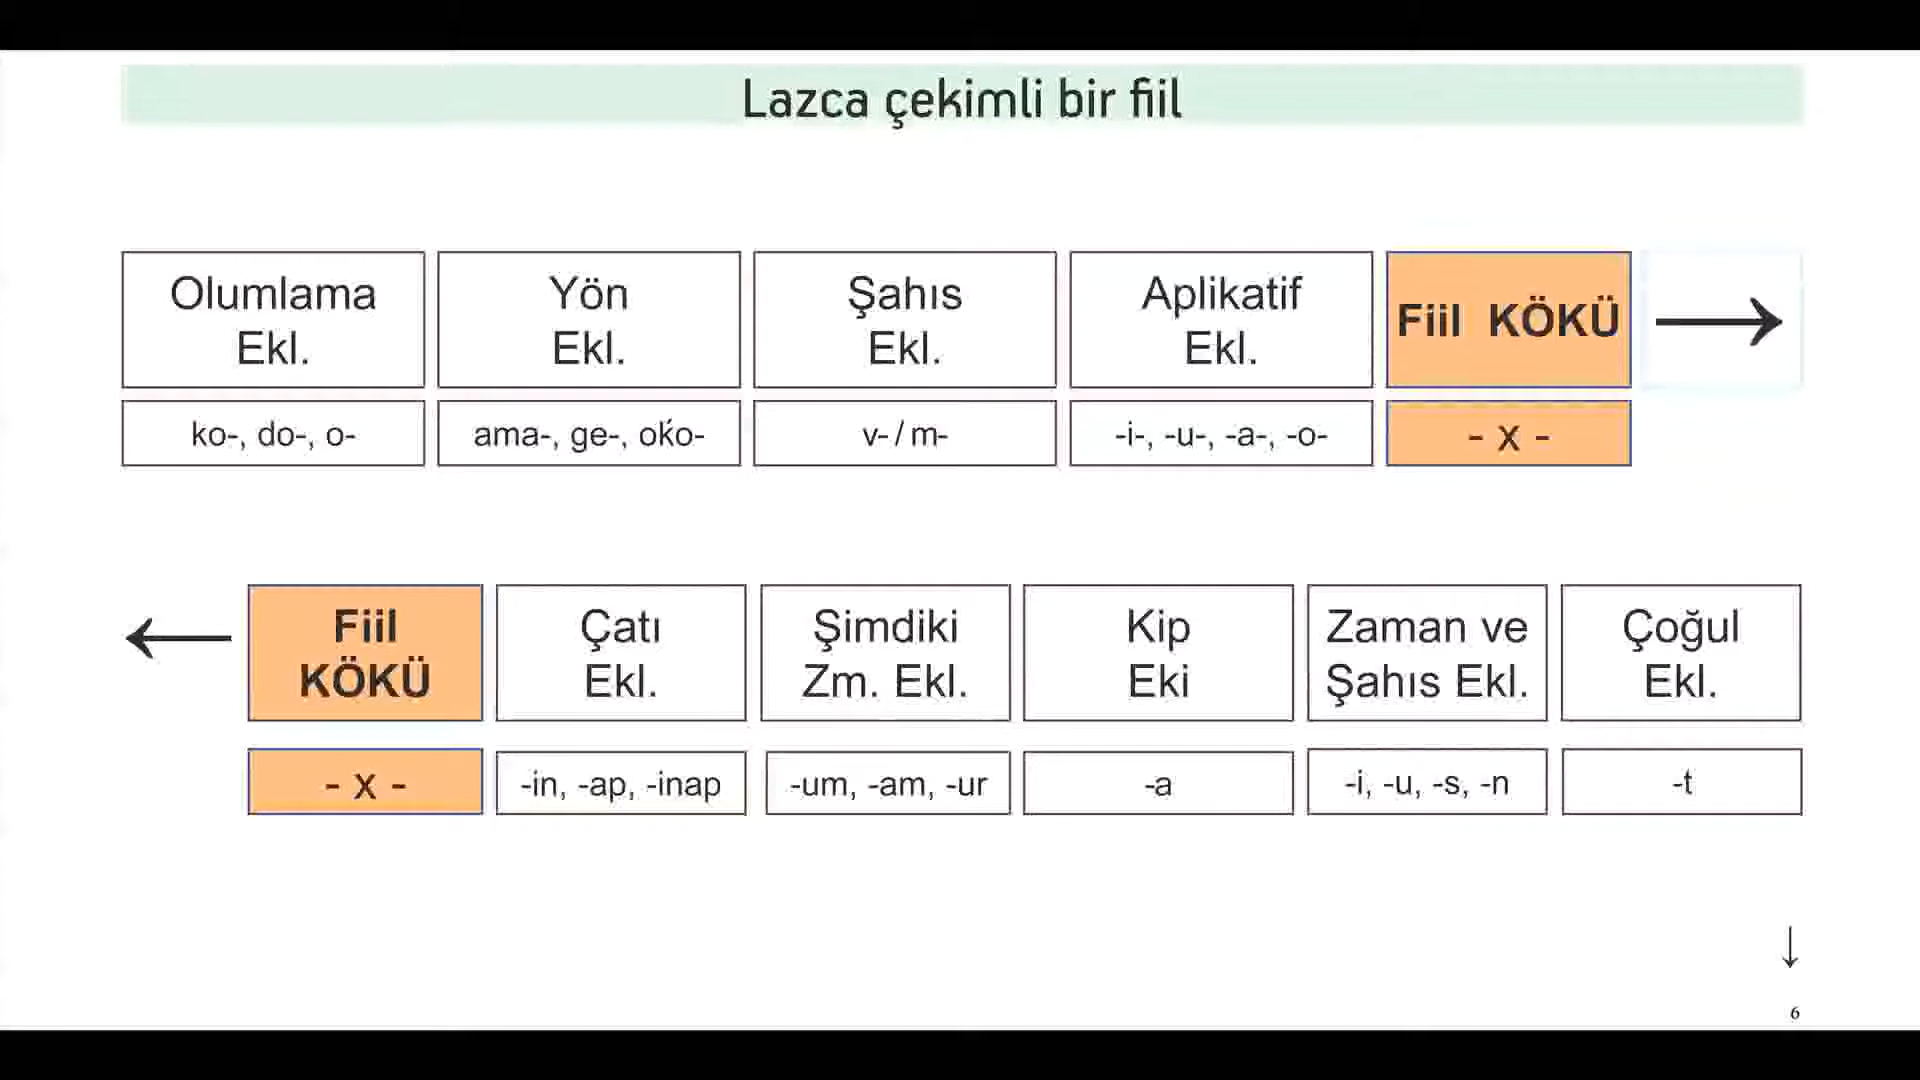 Lazca çekimli bir fiil
Olumlama Ekl.
Yön Ekl.
Şahıs Ekl.
Aplikatif Ekl.
Fiil KÖKÜ
ko-, do-, o-
ama-, ge-, oḱo-
v- / m-
-i-, -u-, -a-, -o-
- x -
Fiil KÖKÜ
Çatı Ekl.
Şimdiki Zm. Ekl.
Kip Eki
Zaman ve Şahıs Ekl.
Çoğul Ekl.
- x -
-in, -ap, -inap
-um, -am, -ur
-a
-i, -u, -s, -n
-t
6